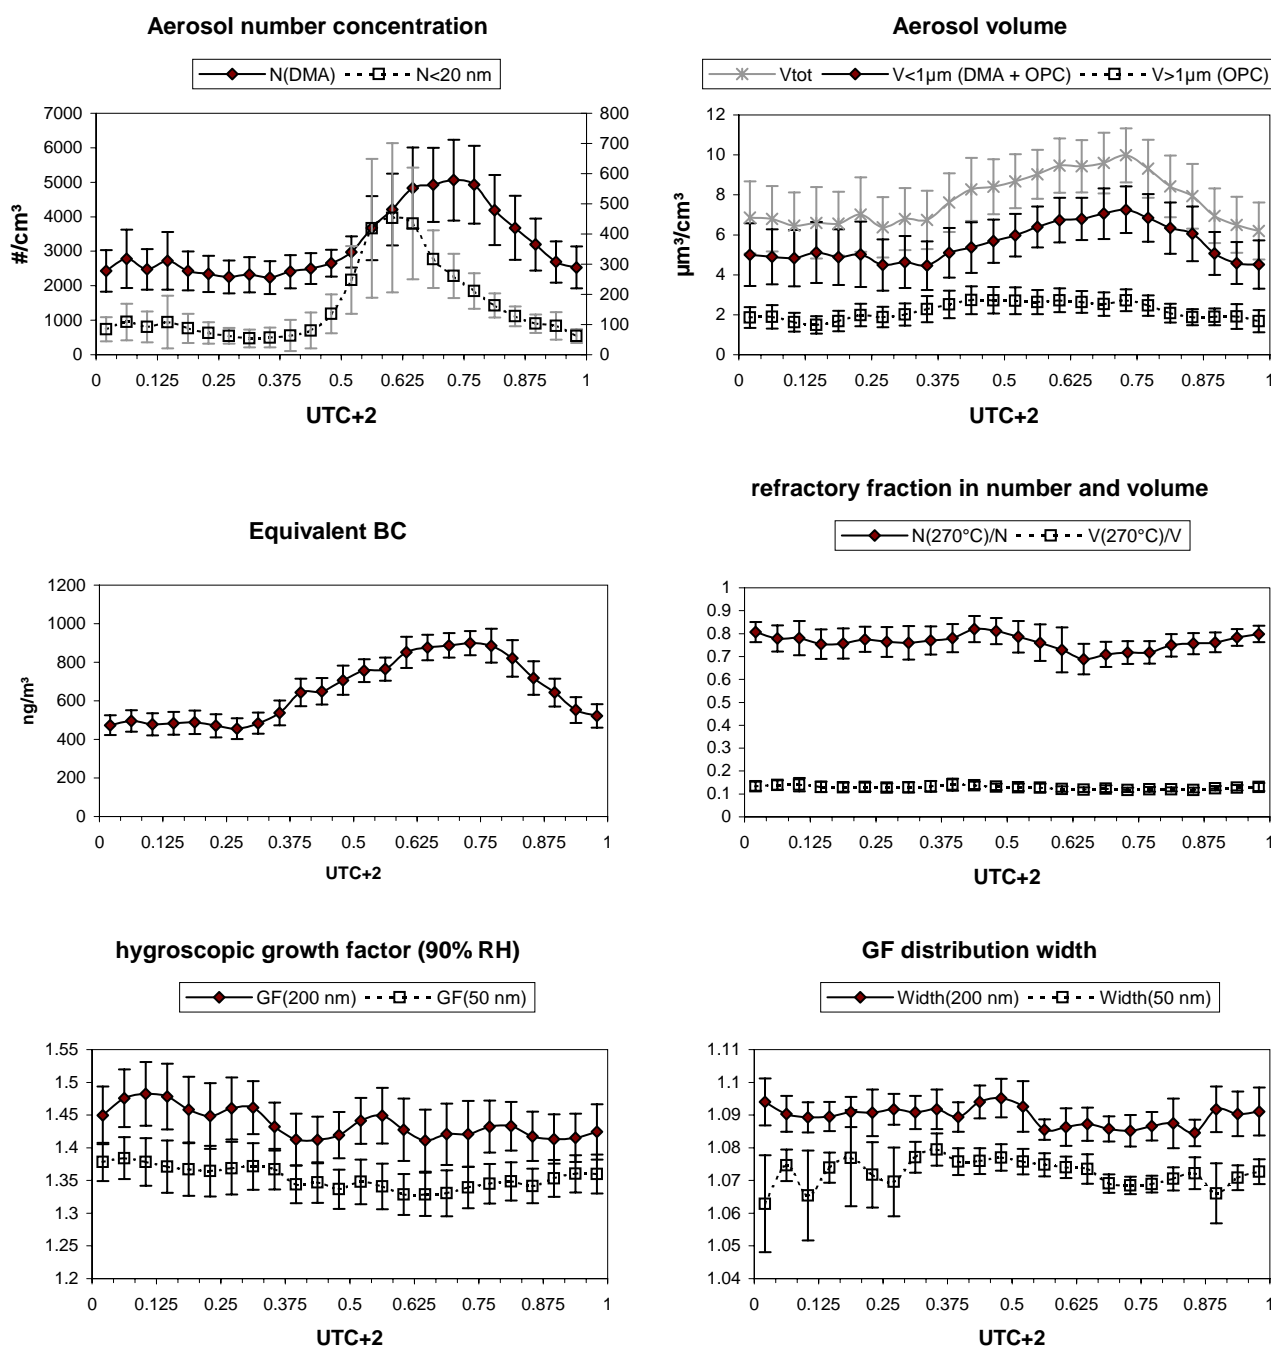 Aerosol number concentration
N(DMA) N<20 nm
7000 800
6000 700
5000 600
4000 500
3000 400
2000 300
1000 200
0 100
0
#/cm³
0 0.125 0.25 0.375 0.5 0.625 0.75 0.875 1
UTC+2
Aerosol volume
Vtot V<1µm (DMA + OPC) V>1µm (OPC)
12
10
8
6
4
2
0
µm³/cm³
0 0.125 0.25 0.375 0.5 0.625 0.75 0.875 1
UTC+2
Equivalent BC
1200
1000
800
600
400
200
0
ng/m³
0 0.125 0.25 0.375 0.5 0.625 0.75 0.875 1
UTC+2
refractory fraction in number and volume
N(270°C)/N V(270°C)/V
1
0.9
0.8
0.7
0.6
0.5
0.4
0.3
0.2
0.1
0
0 0.125 0.25 0.375 0.5 0.625 0.75 0.875 1
UTC+2
hygroscopic growth factor (90% RH)
GF(200 nm) GF(50 nm)
1.55
1.5
1.45
1.4
1.35
1.3
1.25
1.2
0 0.125 0.25 0.375 0.5 0.625 0.75 0.875 1
UTC+2
GF distribution width
Width(200 nm) Width(50 nm)
1.11
1.1
1.09
1.08
1.07
1.06
1.05
1.04
0 0.125 0.25 0.375 0.5 0.625 0.75 0.875 1
UTC+2